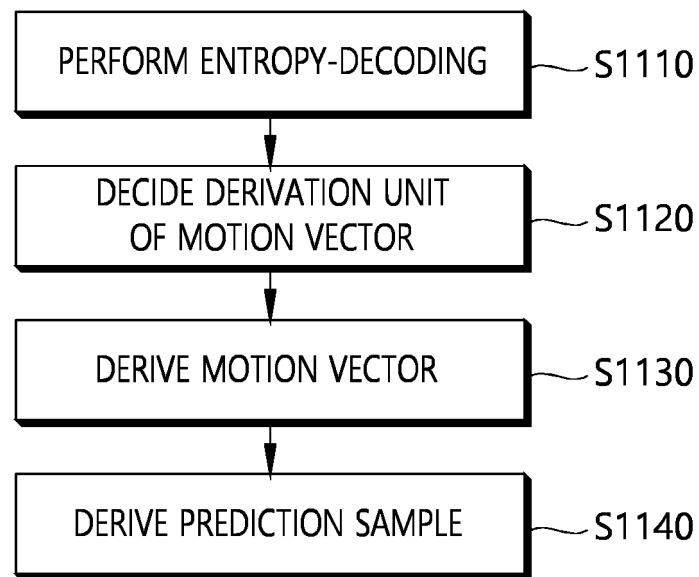 PERFORM ENTROPY-DECODING
S1110
DECIDE DERIVATION UNIT
OF MOTION VECTOR
S1120
DERIVE MOTION VECTOR
S1130
DERIVE PREDICTION SAMPLE
S1140